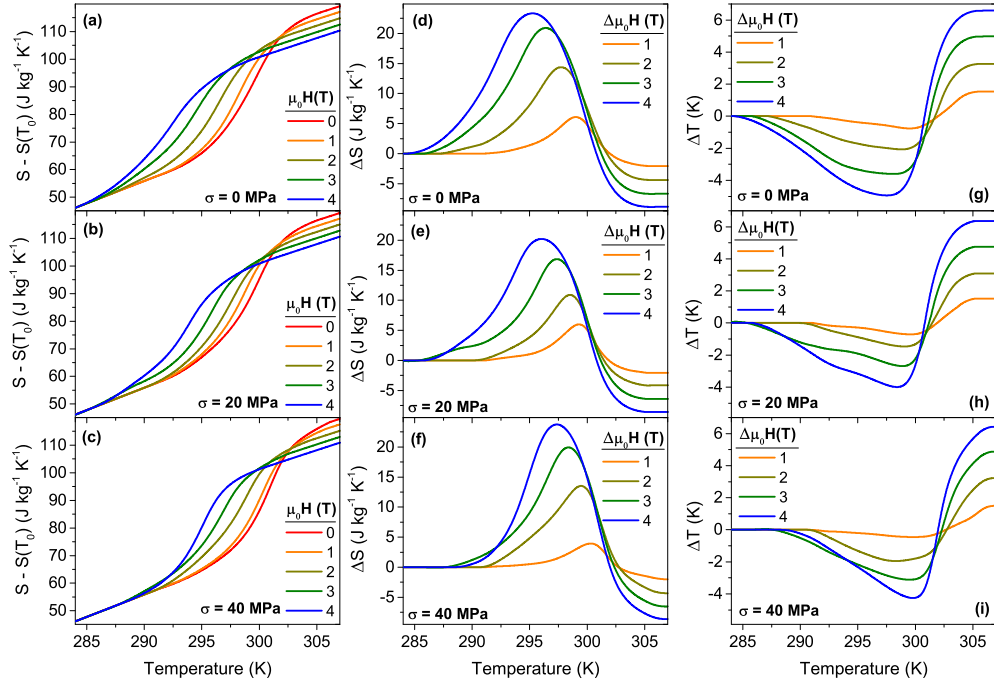 (a)
S - S(T₀) (J kg⁻¹ K⁻¹)
110
100
90
80
70
60
50
μ₀H(T)
0
1
2
3
4
σ = 0 MPa
(b)
S - S(T₀) (J kg⁻¹ K⁻¹)
110
100
90
80
70
60
50
μ₀H (T)
0
1
2
3
4
σ = 20 MPa
(c)
S - S(T₀) (J kg⁻¹ K⁻¹)
110
100
90
80
70
60
50
μ₀H (T)
0
1
2
3
4
σ = 40 MPa
285 290 295 300 305
Temperature (K)
(d)
ΔS (J kg⁻¹ K⁻¹)
20
15
10
5
0
-5
Δμ₀H (T)
1
2
3
4
σ = 0 MPa
(e)
ΔS (J kg⁻¹ K⁻¹)
20
15
10
5
0
-5
Δμ₀H (T)
1
2
3
4
σ = 20 MPa
(f)
ΔS (J kg⁻¹ K⁻¹)
20
15
10
5
0
-5
Δμ₀H (T)
1
2
3
4
σ = 40 MPa
285 290 295 300 305
Temperature (K)
ΔT (K)
6
4
2
0
-2
-4
Δμ₀H (T)
1
2
3
4
σ = 0 MPa
(g)
ΔT (K)
6
4
2
0
-2
-4
Δμ₀H(T)
1
2
3
4
σ = 20 MPa
(h)
ΔT (K)
6
4
2
0
-2
-4
Δμ₀H(T)
1
2
3
4
σ = 40 MPa
(i)
285 290 295 300 305
Temperature (K)